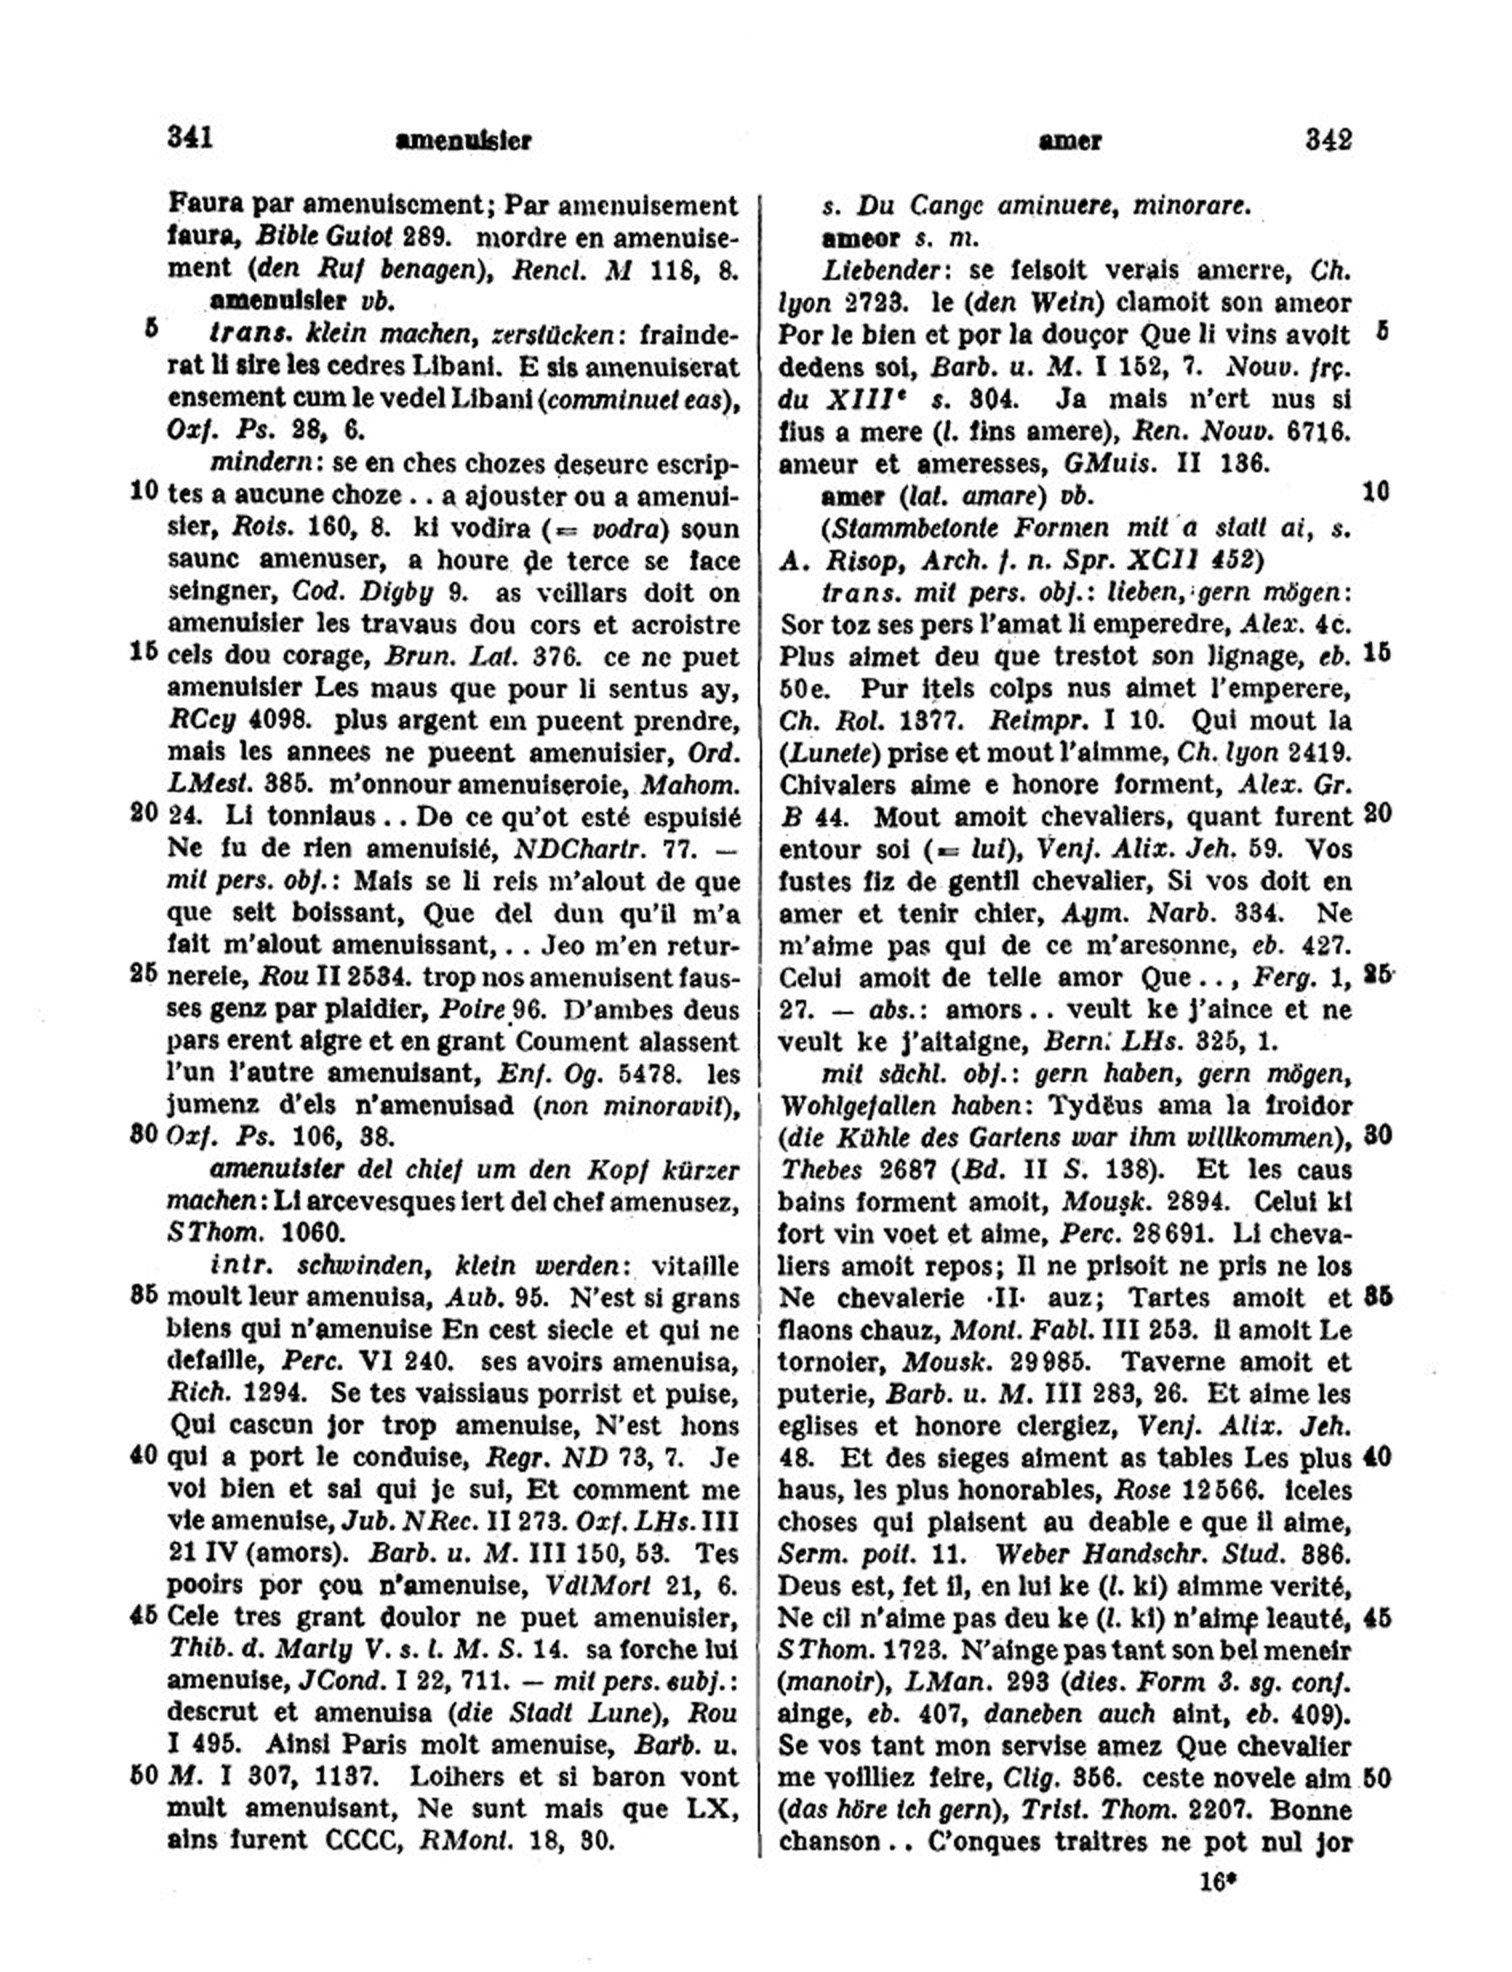 341 amenuisier
Faura par amenuisement; Par amenuisement
faura, Bible Guiot 289. mordre en amenuise-
ment (den Ruf benagen), Rencl. M 118, 8.
amenuisier vb.
5 trans. klein machen, zerstücken: frainde-
rat li sire les cedres Libani. E sis amenuiserat
ensement cum le vedel Libani (comminuet eas),
Oxf. Ps. 28, 6.
mindern: se en ches chozes deseure escrip-
10 tes a aucune choze . . a ajouster ou a amenui-
sier, Rois. 160, 8. ki vodira (= vodra) soun
saunc amenuser, a houre de terce se face
seingner, Cod. Digby 9. as veillars doit on
amenuisier les travaus dou cors et acroistre
15 cels dou corage, Brun. Lat. 376. ce ne puet
amenuisier Les maus que pour li sentus ay,
RCcy 4098. plus argent em pueent prendre,
mais les annees ne pueent amenuisier, Ord.
LMest. 385. m'onnour amenuiseroie, Mahom.
20 24. Li tonniaus . . De ce qu'ot esté espuisié
Ne fu de rien amenuisié, NDChartr. 77. —
mit pers. obj.: Mais se li reis m'alout de que
que seit boissant, Que del dun qu'il m'a
fait m'alout amenuissant, . . Jeo m'en retur-
25 nereie, Rou II 2534. trop nos amenuisent faus-
ses genz par plaidier, Poire 96. D'ambes deus
pars erent aigre et en grant Coument alassent
l'un l'autre amenuisant, Enf. Og. 5478. les
jumenz d'els n'amenuisad (non minoravit),
30 Oxf. Ps. 106, 38.
amenuisier del chief um den Kopf kürzer
machen: Li arcevesques iert del chef amenusez,
SThom. 1060.
intr. schwinden, klein werden: vitaille
35 moult leur amenuisa, Aub. 95. N'est si grans
biens qui n'amenuise En cest siecle et qui ne
defaille, Perc. VI 240. ses avoirs amenuisa,
Rich. 1294. Se tes vaissiaus porrist et puise,
Qui cascun jor trop amenuise, N'est hons
40 qui a port le conduise, Regr. ND 73, 7. Je
voi bien et sai qui je sui, Et comment me
vie amenuise, Jub. NRec. II 273. Oxf. LHs. III
21 IV (amors). Barb. u. M. III 150, 53. Tes
pooirs por çou n'amenuise, VdlMort 21, 6.
45 Cele tres grant doulor ne puet amenuisier,
Thib. d. Marly V. s. l. M. S. 14. sa forche lui
amenuise, JCond. I 22, 711. — mit pers. subj.:
descrut et amenuisa (die Stadt Lune), Rou
I 495. Ainsi Paris molt amenuise, Barb. u.
50 M. I 307, 1137. Loihers et si baron vont
mult amenuisant, Ne sunt mais que LX,
ains furent CCCC, RMont. 18, 30.
amer 342
s. Du Cange aminuere, minorare.
ameor s. m.
Liebender: se feisoit verais amerre, Ch.
lyon 2723. le (den Wein) clamoit son ameor
Por le bien et por la douçor Que li vins avoit 5
dedens soi, Barb. u. M. I 152, 7. Nouv. frç.
du XIIIe s. 304. Ja mais n'ert nus si
fius a mere (l. fins amere), Ren. Nouv. 6716.
ameur et ameresses, GMuis. II 136.
amer (lat. amare) vb. 10
(Stammbetonte Formen mit a statt ai, s.
A. Risop, Arch. f. n. Spr. XCII 452)
trans. mit pers. obj.: lieben, gern mögen:
Sor toz ses pers l'amat li emperedre, Alex. 4c.
Plus aimet deu que trestot son lignage, eb. 15
50e. Pur itels colps nus aimet l'emperere,
Ch. Rol. 1377. Reimpr. I 10. Qui mout la
(Lunete) prise et mout l'aimme, Ch. lyon 2419.
Chivalers aime e honore forment, Alex. Gr.
B 44. Mout amoit chevaliers, quant furent 20
entour soi (= lui), Venj. Alix. Jeh. 59. Vos
fustes fiz de gentil chevalier, Si vos doit en
amer et tenir chier, Aym. Narb. 334. Ne
m'aime pas qui de ce m'aresonne, eb. 427.
Celui amoit de telle amor Que . . , Ferg. 1, 25
27. — abs.: amors . . veult ke j'aince et ne
veult ke j'aitaigne, Bern. LHs. 325, 1.
mit sächl. obj.: gern haben, gern mögen,
Wohlgefallen haben: Tydëus ama la froidor
(die Kühle des Gartens war ihm willkommen), 30
Thebes 2687 (Bd. II S. 138). Et les caus
bains forment amoit, Mousk. 2894. Celui ki
fort vin voet et aime, Perc. 28691. Li cheva-
liers amoit repos; Il ne prisoit ne pris ne los
Ne chevalerie ·II· auz; Tartes amoit et 35
flaons chauz, Mont. Fabl. III 253. il amoit Le
tornoier, Mousk. 29985. Taverne amoit et
puterie, Barb. u. M. III 283, 26. Et aime les
eglises et honore clergiez, Venj. Alix. Jeh.
48. Et des sieges aiment as tables Les plus 40
haus, les plus honorables, Rose 12566. iceles
choses qui plaisent au deable e que il aime,
Serm. poit. 11. Weber Handschr. Stud. 386.
Deus est, fet il, en lui ke (l. ki) aimme verité,
Ne cil n'aime pas deu ke (l. ki) n'aime leauté, 45
SThom. 1723. N'ainge pas tant son bel meneir
(manoir), LMan. 293 (dies. Form 3. sg. conj.
ainge, eb. 407, daneben auch aint, eb. 409).
Se vos tant mon servise amez Que chevalier
me voilliez feire, Clig. 356. ceste novele aim 50
(das höre ich gern), Trist. Thom. 2207. Bonne
chanson . . C'onques traitres ne pot nul jor
16*